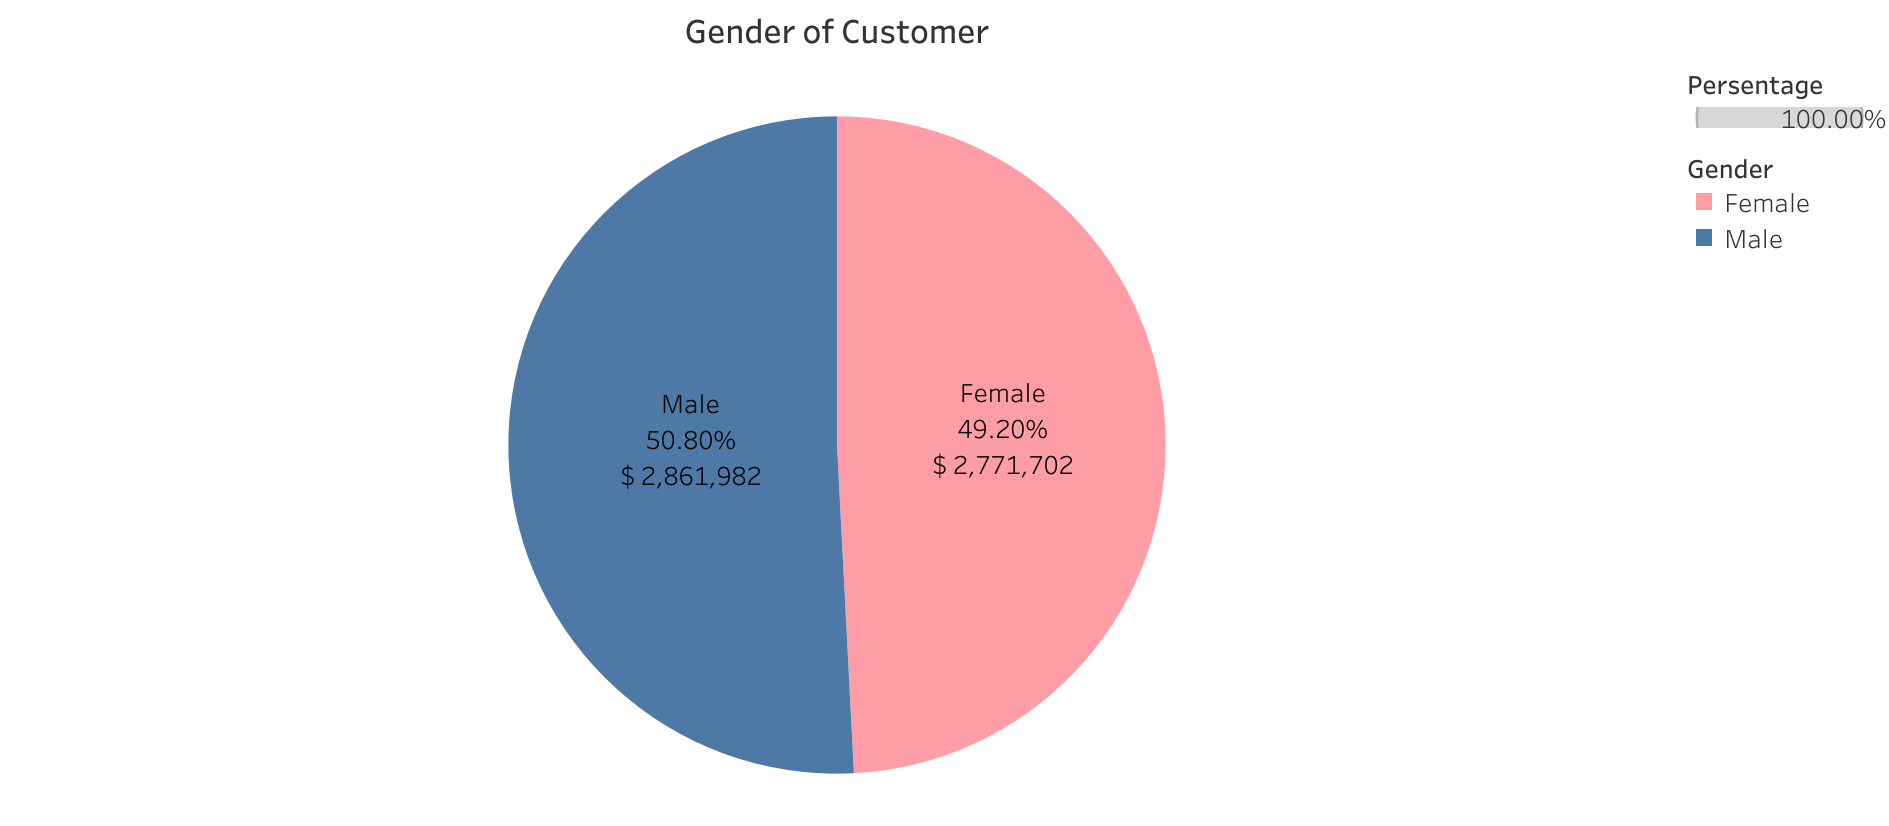 Gender of Customer
Persentage
100.00%
Gender
Female
Male
Male
50.80%
$ 2,861,982
Female
49.20%
$ 2,771,702